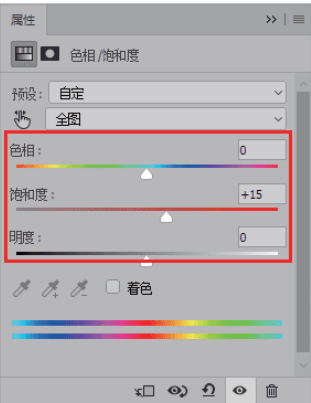 属性
色相/饱和度
预设： 自定
全图
色相： 0
饱和度： +15
明度： 0
着色